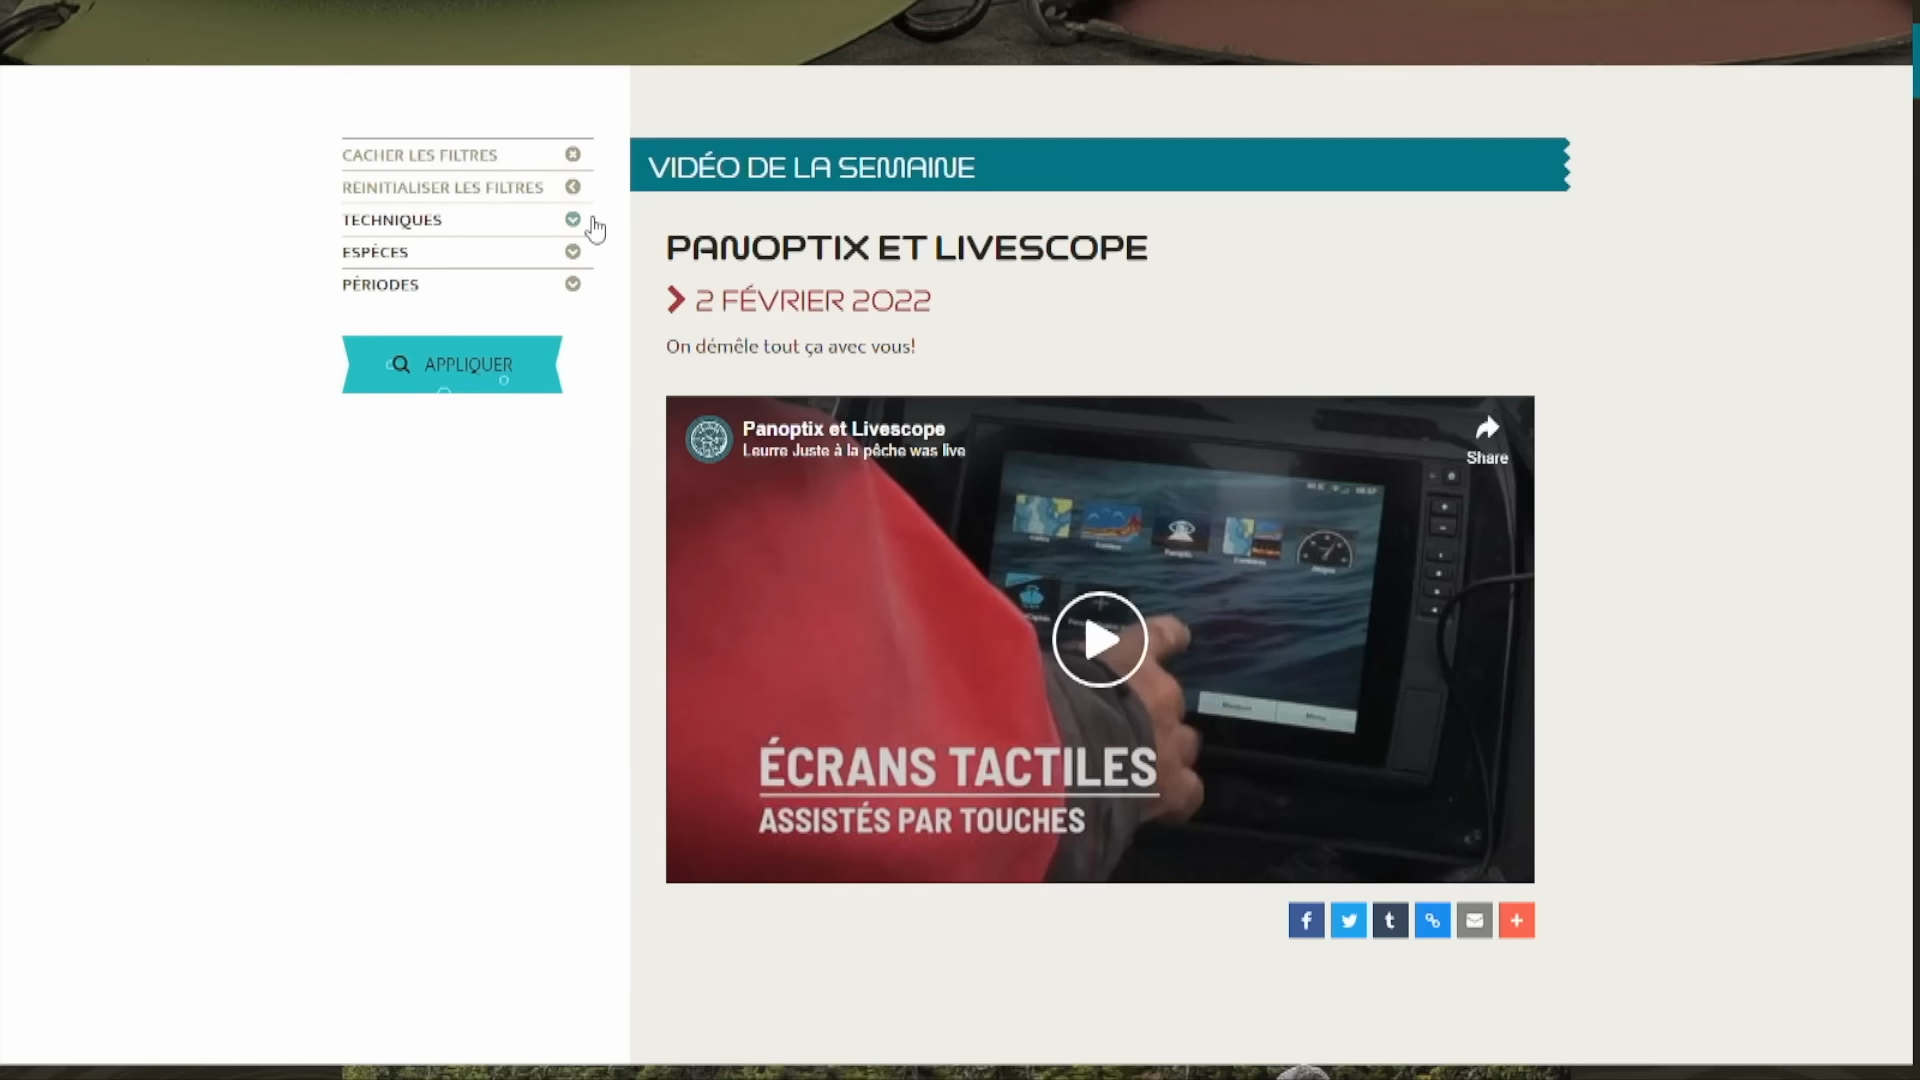 CACHER LES FILTRES
RÉINITIALISER LES FILTRES
TECHNIQUES
ESPÈCES
PÉRIODES
APPLIQUER
VIDÉO DE LA SEMAINE
PANOPTIX ET LIVESCOPE
2 FÉVRIER 2022
On démêle tout ça avec vous!
Panoptix et Livescope
Leurre Juste à la pêche was live
Share
ÉCRANS TACTILES
ASSISTÉS PAR TOUCHES